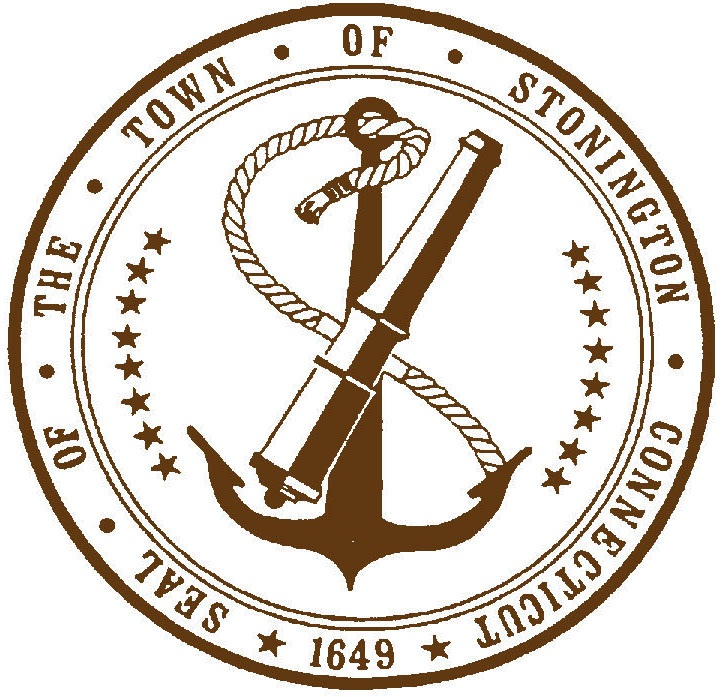 SEAL • OF • THE • TOWN • OF • STONINGTON • CONNECTICUT
1649